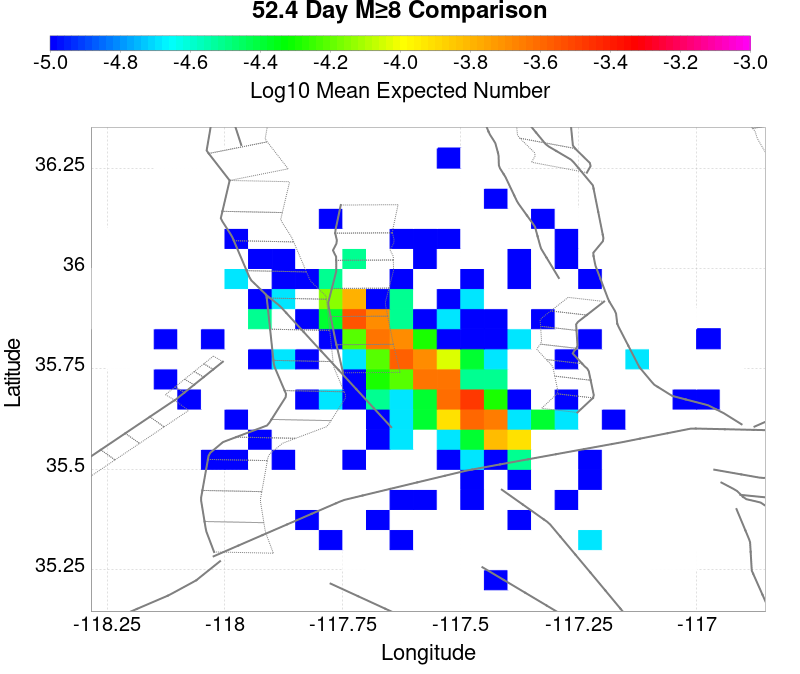 52.4 Day M≥8 Comparison
-5.0 -4.8 -4.6 -4.4 -4.2 -4.0 -3.8 -3.6 -3.4 -3.2 -3.0
Log10 Mean Expected Number
36.25
36
35.75
35.5
35.25
Latitude
-118.25 -118 -117.75 -117.5 -117.25 -117
Longitude